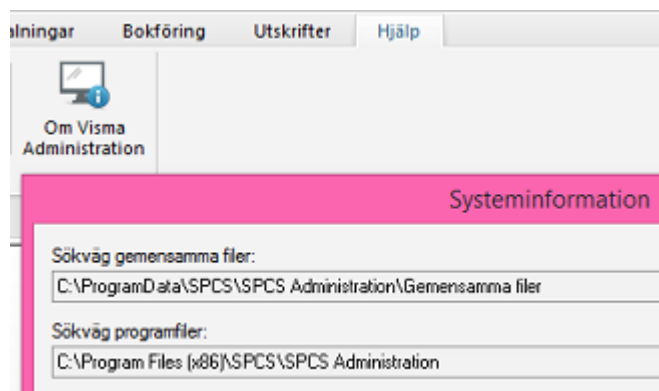 Bokföring Utskrifter Hjälp
Om Visma
Administration
Systeminformation
Sökväg gemensamma filer:
C:\ProgramData\SPCS\SPCS Administration\Gemensamma filer
Sökväg programfiler:
C:\Program Files (x86)\SPCS\SPCS Administration